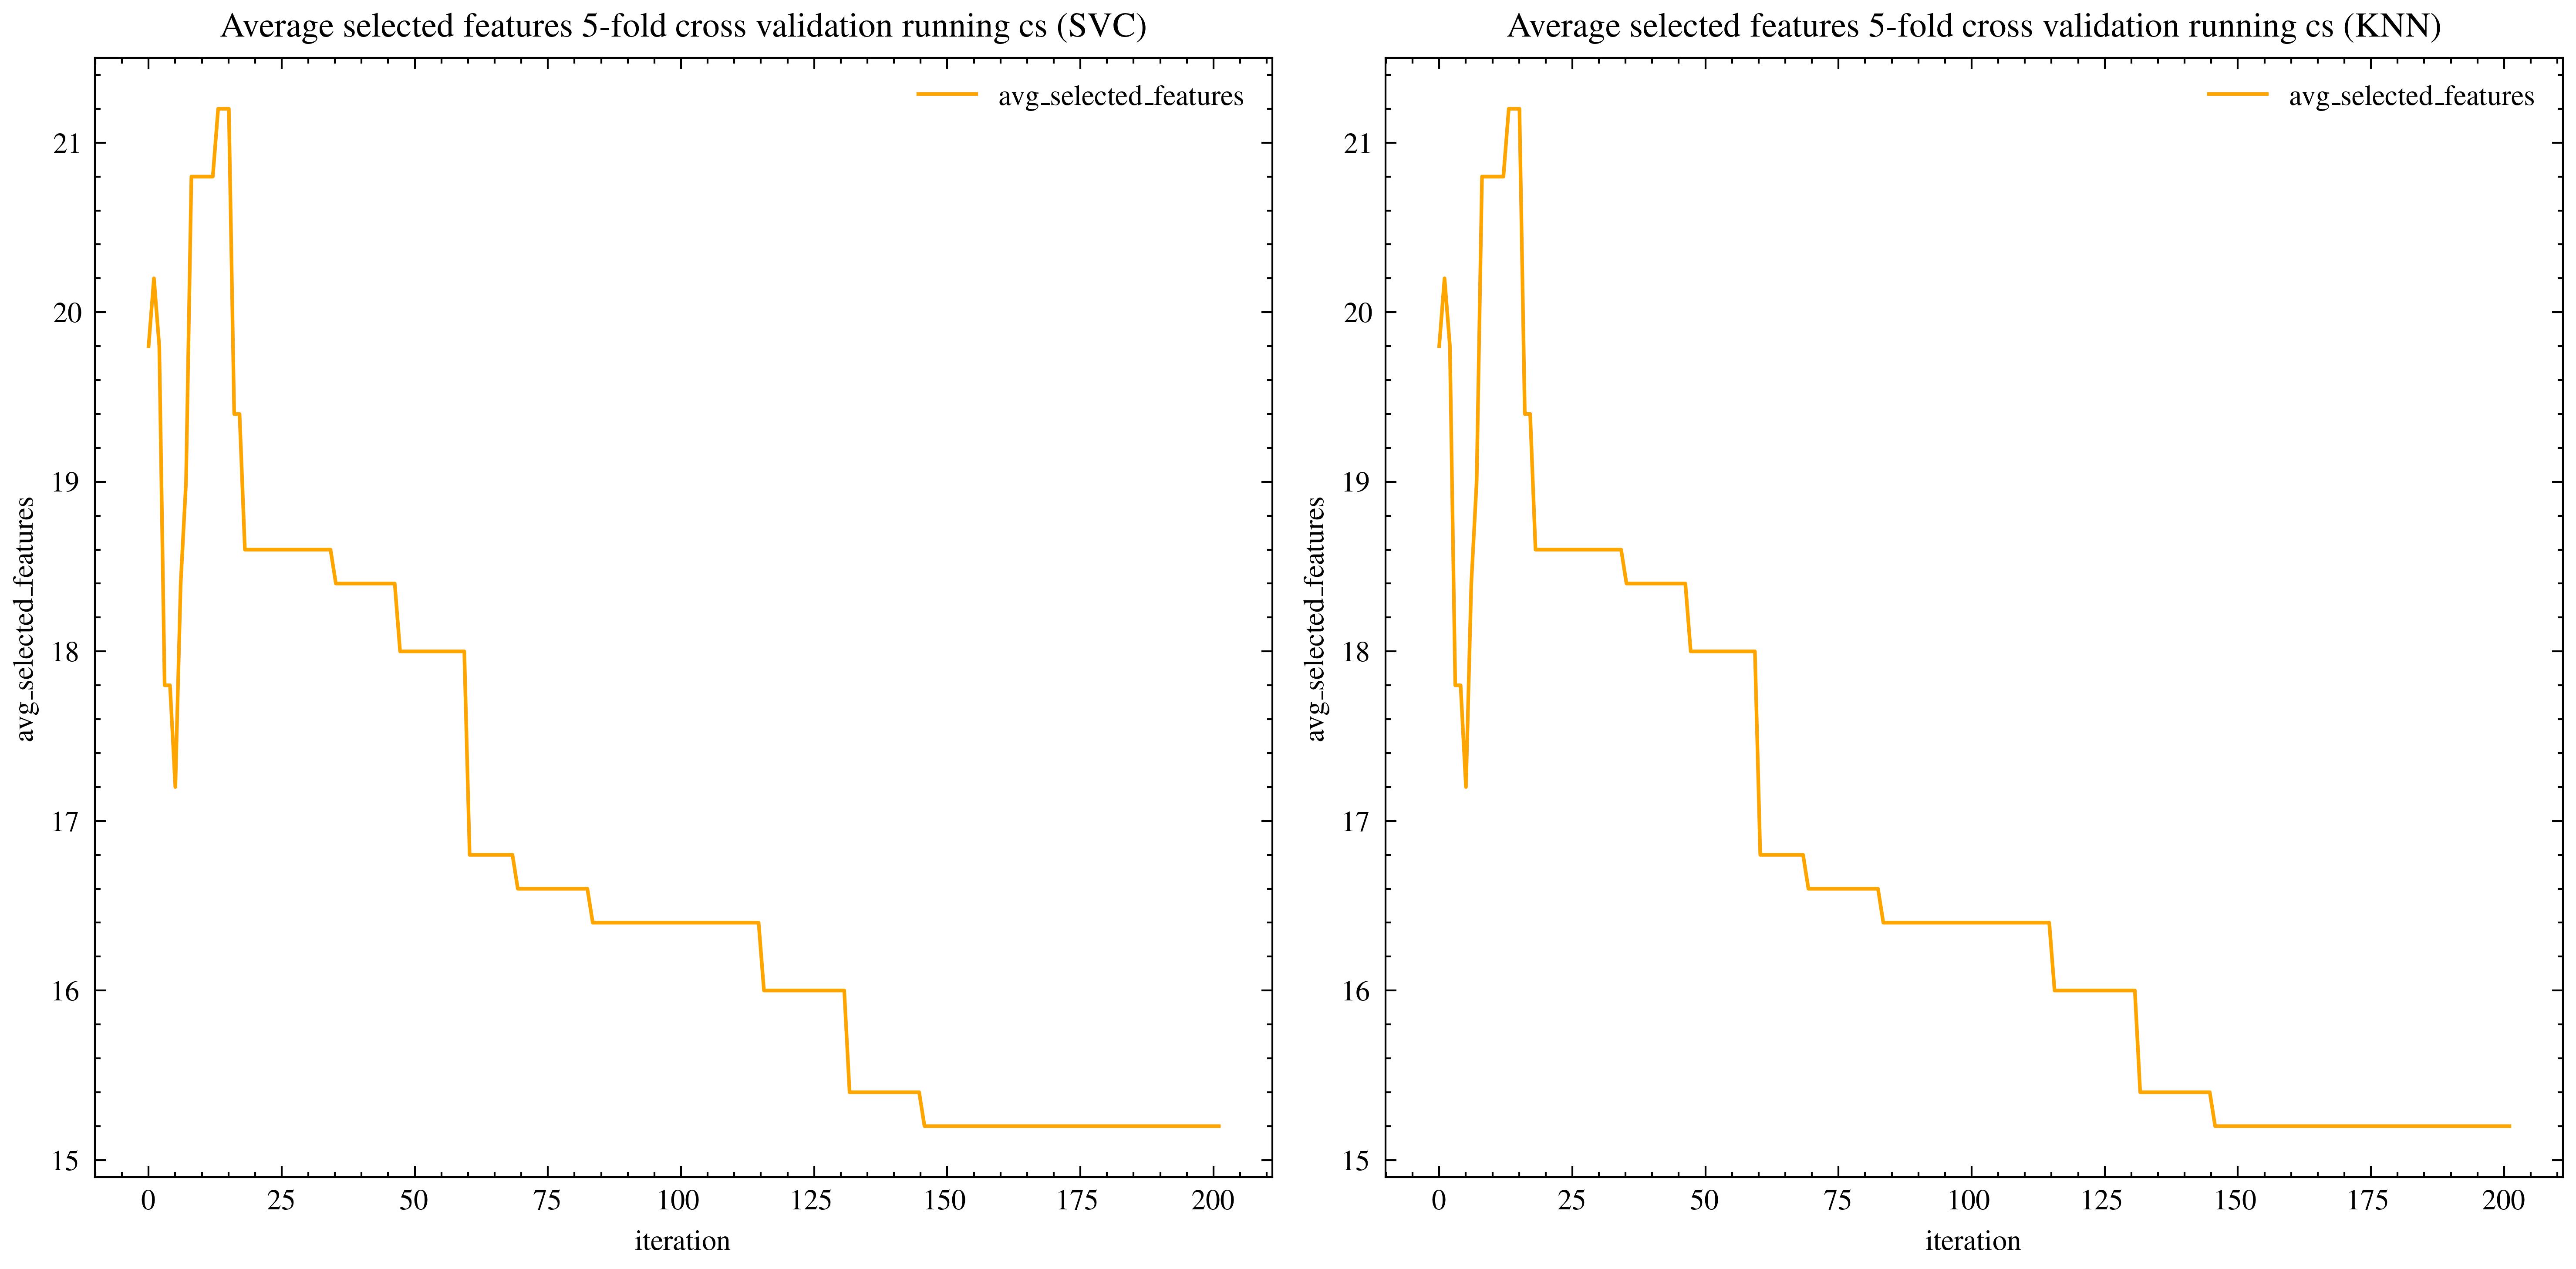 Average selected features 5-fold cross validation running cs (SVC)
avg_selected_features
21
20
19
18
17
16
15
avg_selected_features
0 25 50 75 100 125 150 175 200
iteration
Average selected features 5-fold cross validation running cs (KNN)
avg_selected_features
21
20
19
18
17
16
15
avg_selected_features
0 25 50 75 100 125 150 175 200
iteration